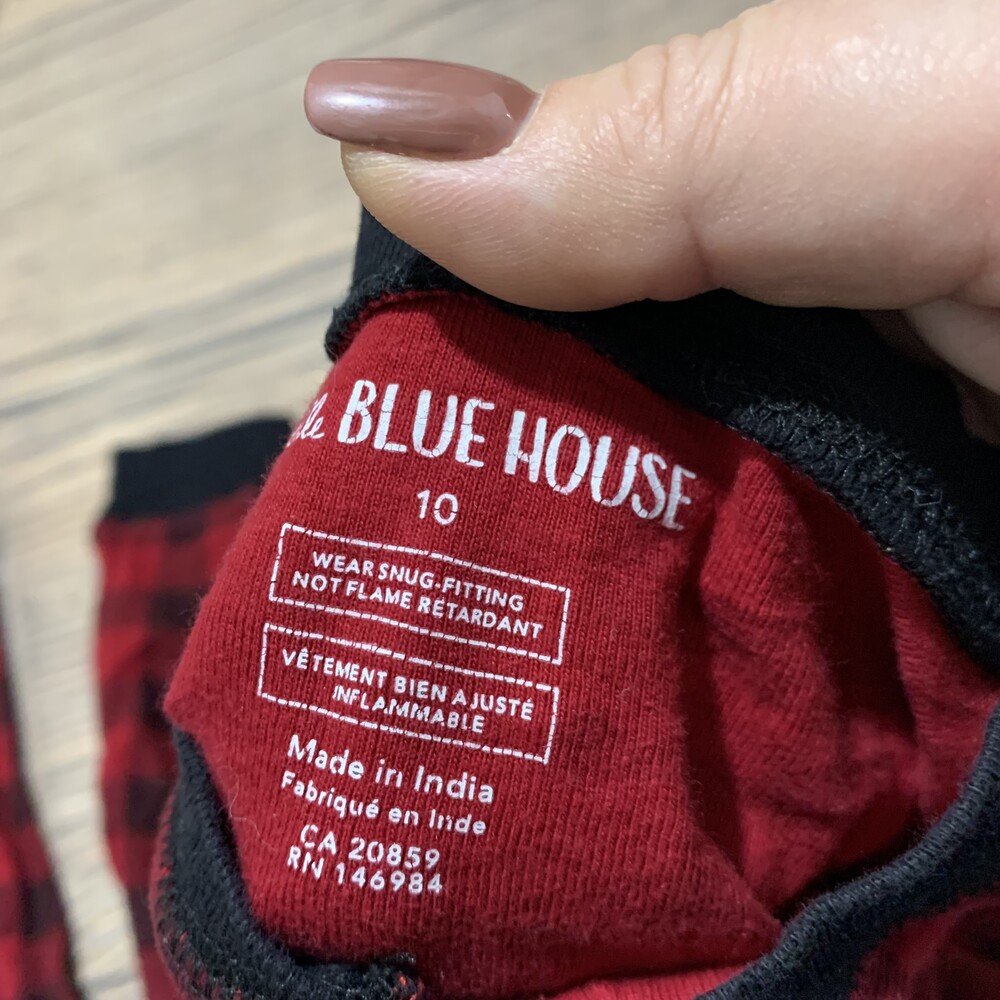 BLUE HOUSE
10
WEAR SNUG-FITTING
NOT FLAME RETARDANT
VÊTEMENT BIEN AJUSTÉ
INFLAMMABLE
Made in India
Fabriqué en Inde
CA 20859
RN 146984